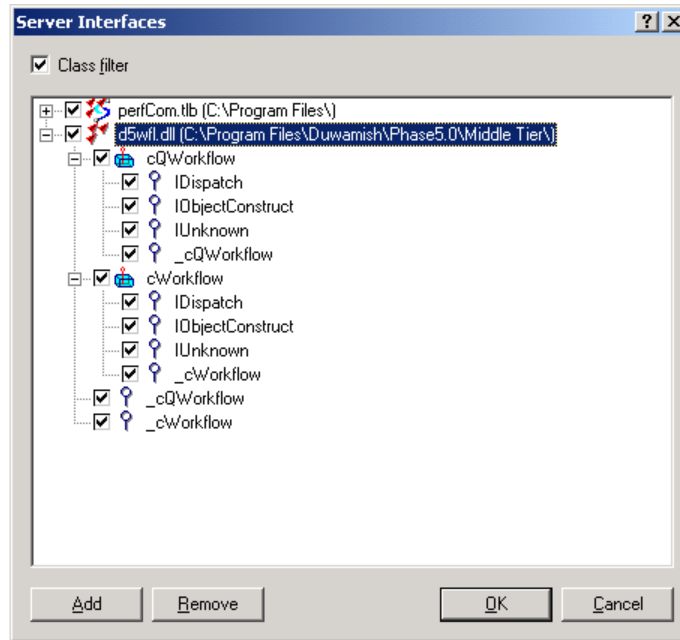 Server Interfaces
Class filter
perfCom.tlb (C:\Program Files\)
d5wfl.dll (C:\Program Files\Duwamish\Phase5.0\Middle Tier\)
cQWorkflow
IDispatch
IObjectConstruct
IUnknown
_cQWorkflow
cWorkflow
IDispatch
IObjectConstruct
IUnknown
_cWorkflow
_cQWorkflow
_cWorkflow
Add Remove OK Cancel